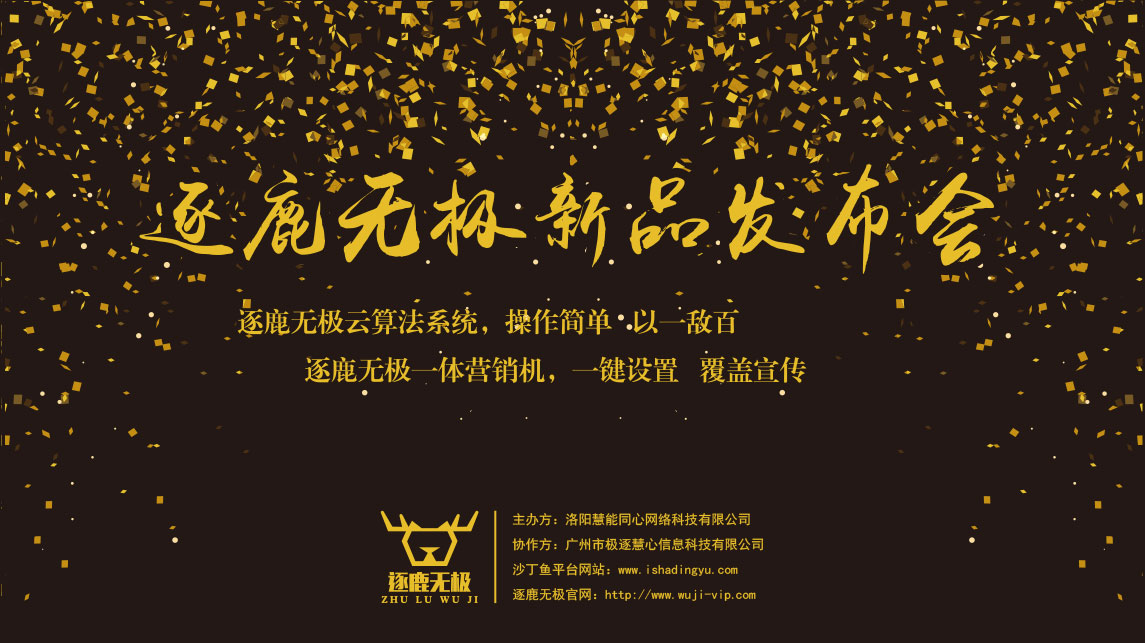 逐鹿无极新品发布会
逐鹿无极云算法系统，操作简单 以一敌百
逐鹿无极一体营销机，一键设置 覆盖宣传
逐鹿无极
ZHU LU WU JI
主办方：洛阳慧能同心网络科技有限公司
协作方：广州市极逐慧心信息科技有限公司
沙丁鱼平台网站：www.ishadingyu.com
逐鹿无极官网：http://www.wuji-vip.com